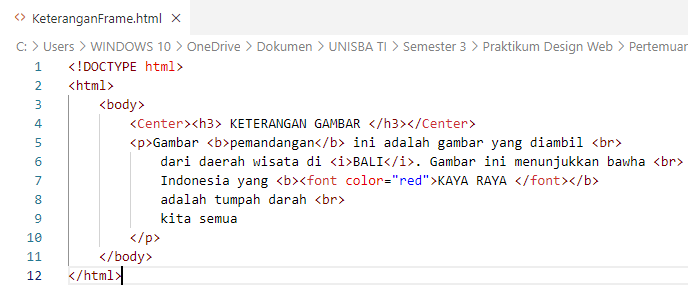 <> KeteranganFrame.html ×
C: > Users > WINDOWS 10 > OneDrive > Dokumen > UNISBA TI > Semester 3 > Praktikum Design Web > Pertemuan
1 <!DOCTYPE html>
2 <html>
3 <body>
4 <Center><h3> KETERANGAN GAMBAR </h3></Center>
5 <p>Gambar <b>pemandangan</b> ini adalah gambar yang diambil <br>
6 dari daerah wisata di <i>BALI</i>. Gambar ini menunjukkan bawha <br>
7 Indonesia yang <b><font color="red">KAYA RAYA </font></b>
8 adalah tumpah darah <br>
9 kita semua
10 </p>
11 </body>
12 </html>